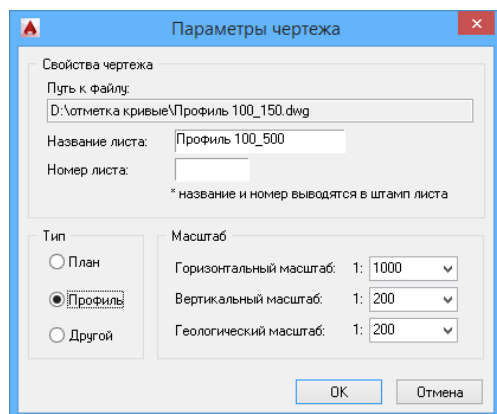 Параметры чертежа
Свойства чертежа
Путь к файлу:
D:\отметка кривые\Профиль 100_150.dwg
Название листа: Профиль 100_500
Номер листа:
* название и номер выводятся в штамп листа
Тип
План
Профиль
Другой
Масштаб
Горизонтальный масштаб: 1: 1000
Вертикальный масштаб: 1: 200
Геологический масштаб: 1: 200
OK Отмена